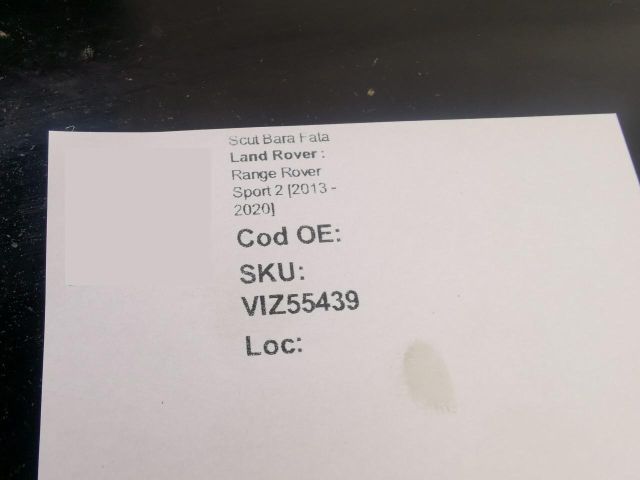 Scut Bara Fata
Land Rover :
Range Rover
Sport 2 [2013 -
2020]
Cod OE:
SKU:
VIZ55439
Loc: